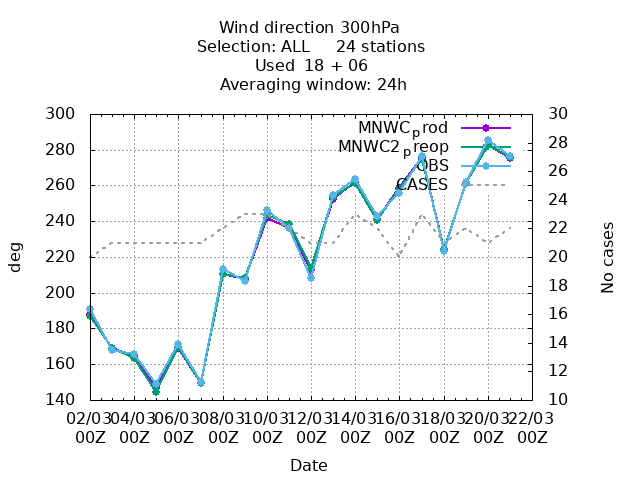 Wind direction 300hPa
Selection: ALL 24 stations
Used 18 + 06
Averaging window: 24h
MNWCprod
MNWC2preop
OBS
CASES
300
280
260
240
220
200
180
160
140
deg
30
28
26
24
22
20
18
16
14
12
10
No cases
02/03 04/03 06/03 08/03 10/03 12/03 14/03 16/03 18/03 20/03 22/03
00Z 00Z 00Z 00Z 00Z 00Z 00Z 00Z 00Z 00Z 00Z
Date